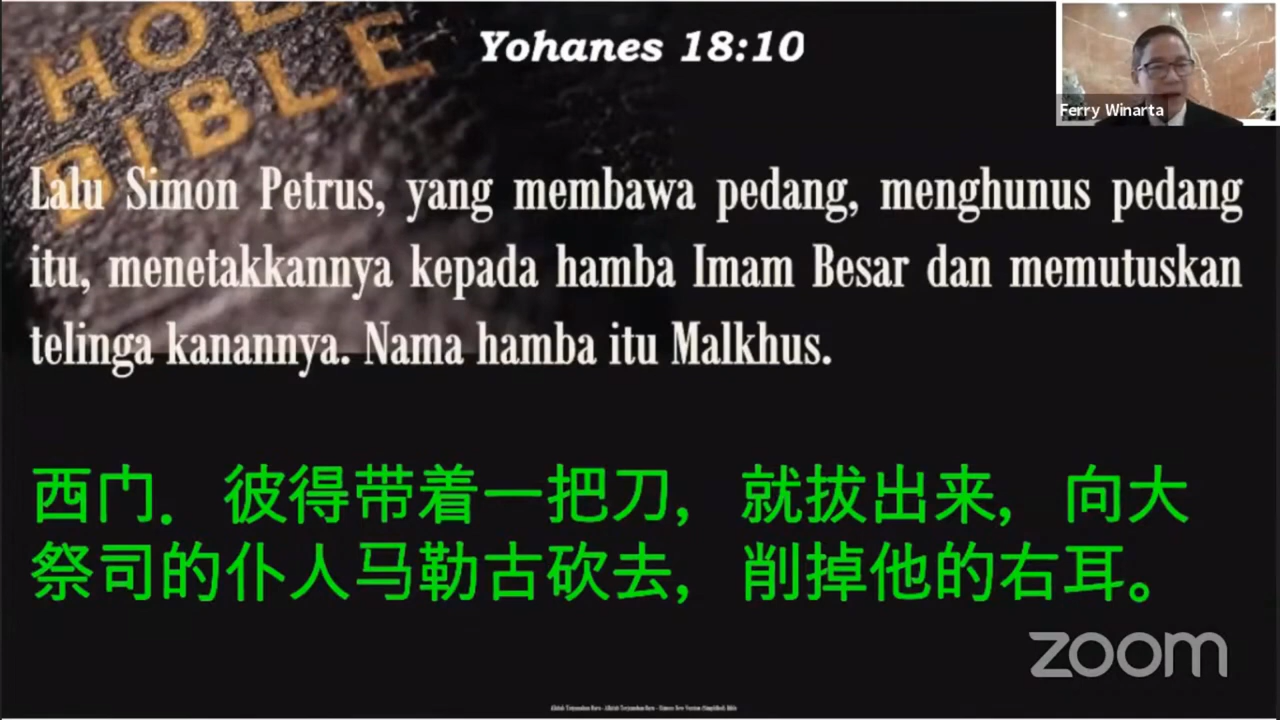 HOLY
BIBLE
Yohanes 18:10
Ferry Winarta
Lalu Simon Petrus, yang membawa pedang, menghunus pedang
itu, menetakkannya kepada hamba Imam Besar dan memutuskan
telinga kanannya. Nama hamba itu Malkhus.
西门．彼得带着一把刀，就拔出来，向大
祭司的仆人马勒古砍去，削掉他的右耳。
zoom